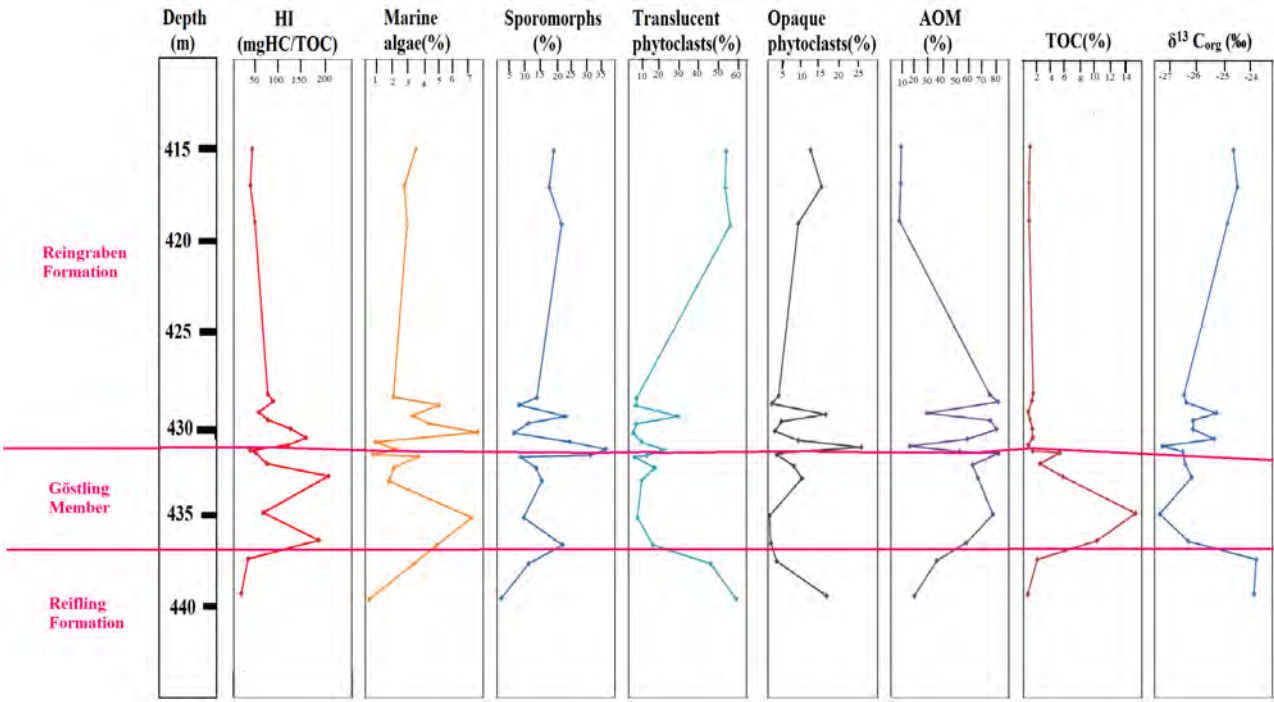 Depth
(m)
HI
(mgHC/TOC)
Marine
algae(%)
Sporomorphs
(%)
Translucent
phytoclasts(%)
Opaque
phytoclasts(%)
AOM
(%)
TOC(%)
δ13 Corg (‰)
50 100 150 200
1 2 3 4 5 6 7
5 10 15 20 25 30 35
10 20 30 40 50 60
5 10 15 20 25
10 20 30 40 50 60 70 80
2 4 6 8 10 12 14
-27 -26 -25 -24
415
Reingraben
Formation
420
425
430
Göstling
Member
435
Reifling
Formation
440